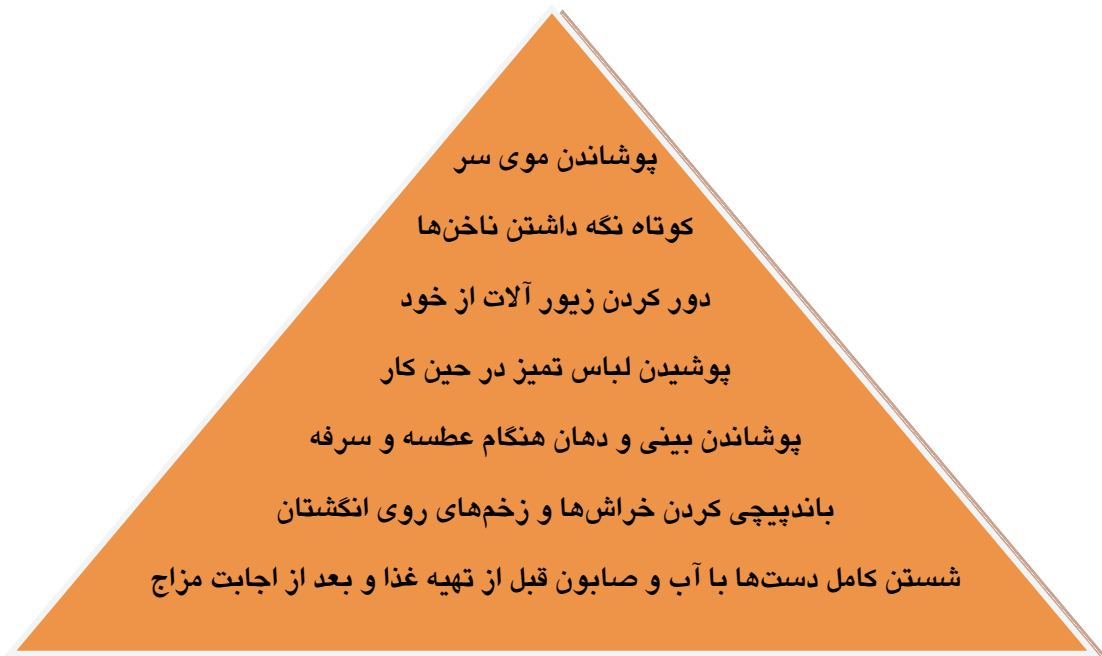 پوشاندن موی سر
کوتاه نگه داشتن ناخن‌ها
دور کردن زیور آلات از خود
پوشیدن لباس تمیز در حین کار
پوشاندن بینی و دهان هنگام عطسه و سرفه
باندپیچی کردن خراش‌ها و زخم‌های روی انگشتان
شستن کامل دست‌ها با آب و صابون قبل از تهیه غذا و بعد از اجابت مزاج